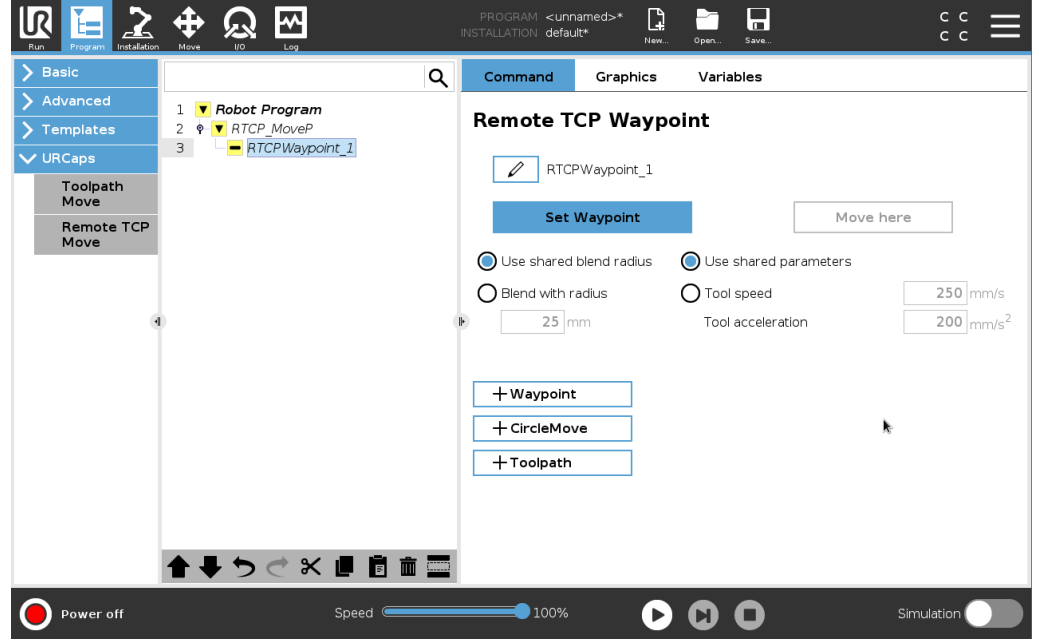 PROGRAM <unnamed>*
INSTALLATION default*
C C
C C
Run
Program
Installation
Move
I/O
Log
New...
Open...
Save...
Basic
Advanced
Templates
URCaps
Toolpath
Move
Remote TCP
Move
1 Robot Program
2 RTCP_MoveP
3 RTCPWaypoint_1
Command Graphics Variables
Remote TCP Waypoint
RTCPWaypoint_1
Set Waypoint Move here
Use shared blend radius Use shared parameters
Blend with radius Tool speed 250 mm/s
25 mm Tool acceleration 200 mm/s²
+Waypoint
+CircleMove
+Toolpath
Power off Speed 100% Simulation